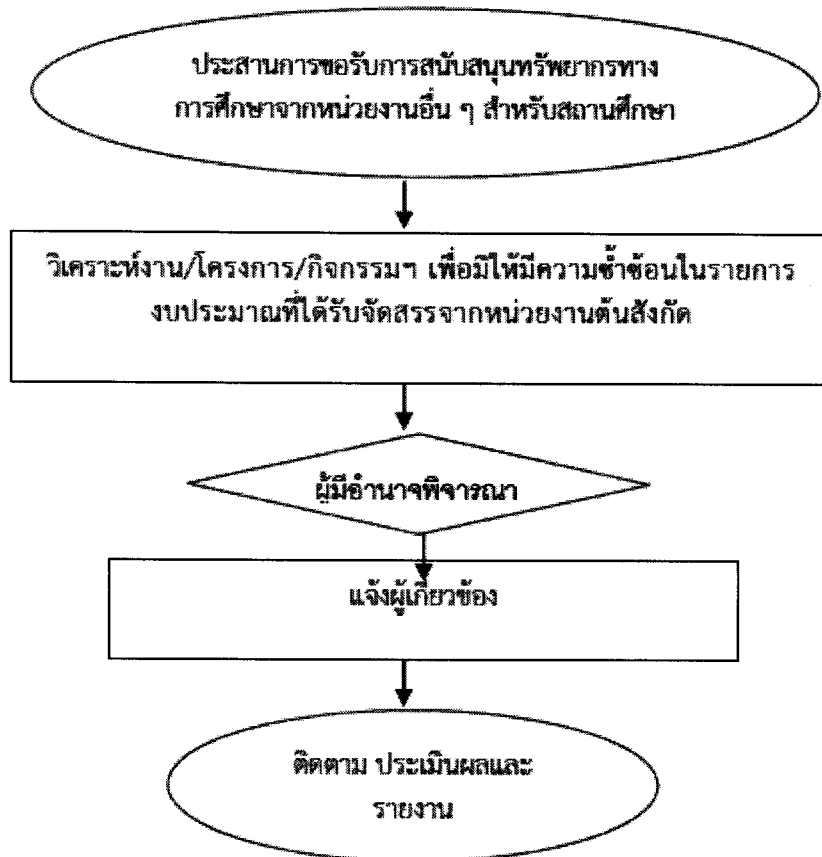 ประสานการขอรับการสนับสนุนทรัพยากรทาง
การศึกษาจากหน่วยงานอื่น ๆ สำหรับสถานศึกษา
วิเคราะห์งาน/โครงการ/กิจกรรมฯ เพื่อมิให้มีความซ้ำซ้อนในรายการ
งบประมาณที่ได้รับจัดสรรจากหน่วยงานต้นสังกัด
ผู้มีอำนาจพิจารณา
แจ้งผู้เกี่ยวข้อง
ติดตาม ประเมินผลและ
รายงาน